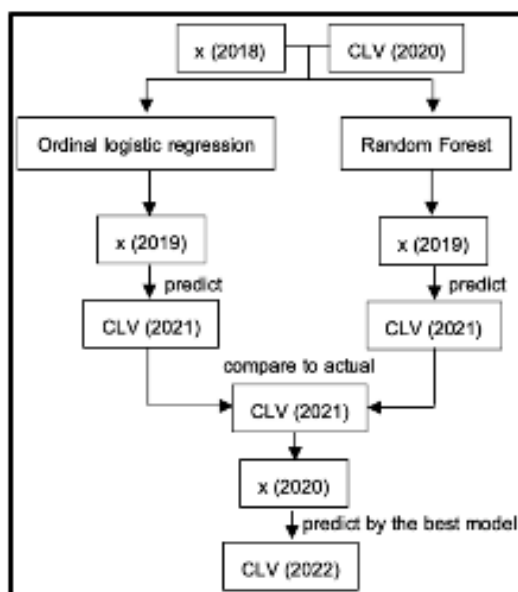 x (2018)
CLV (2020)
Ordinal logistic regression
Random Forest
x (2019)
x (2019)
predict
predict
CLV (2021)
CLV (2021)
compare to actual
CLV (2021)
x (2020)
predict by the best model
CLV (2022)